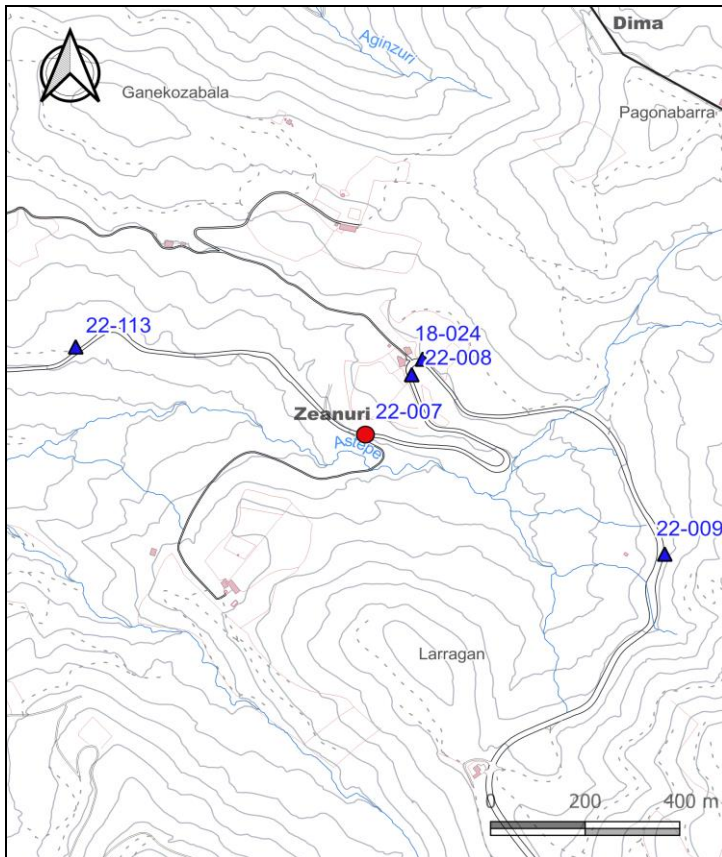 Dima
Aginzuri
Ganekozabala
Pagonabarra
22-113
18-024
22-008
Zeanuri
22-007
Astepe
22-009
Larragan
0 200 400 m